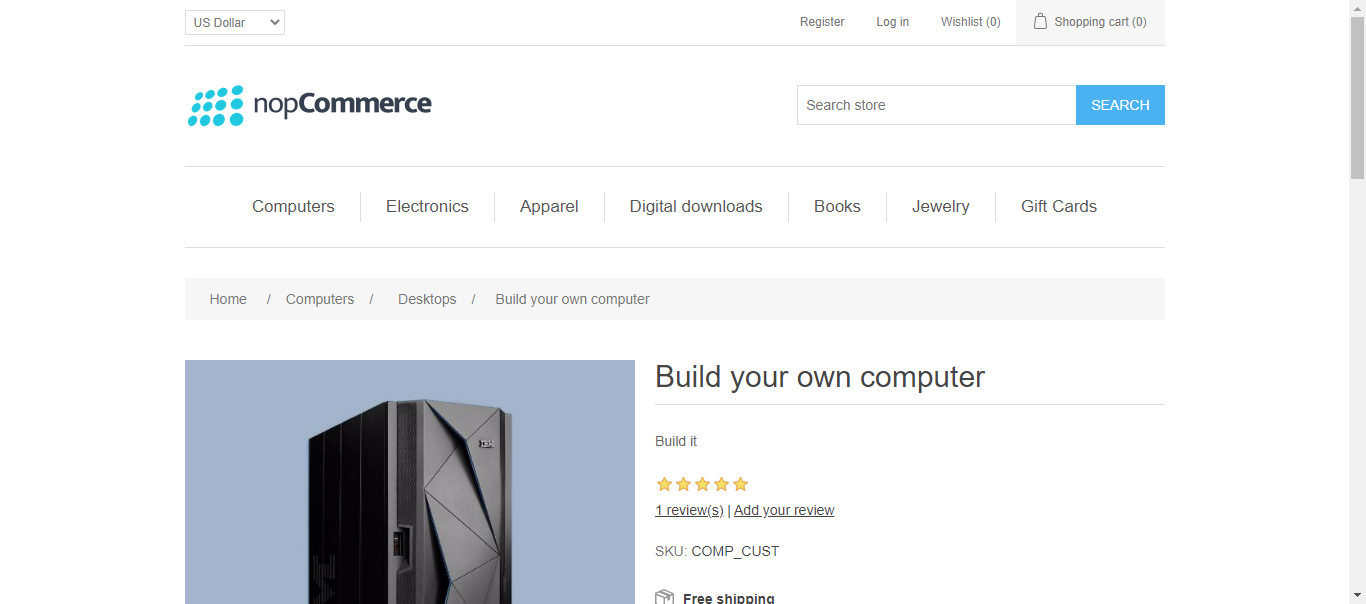 US Dollar
Register
Log in
Wishlist (0)
Shopping cart (0)
nopCommerce
Search store
SEARCH
Computers
Electronics
Apparel
Digital downloads
Books
Jewelry
Gift Cards
Home / Computers / Desktops / Build your own computer
Build your own computer
Build it
1 review(s) | Add your review
SKU: COMP_CUST
Free shipping
IBM